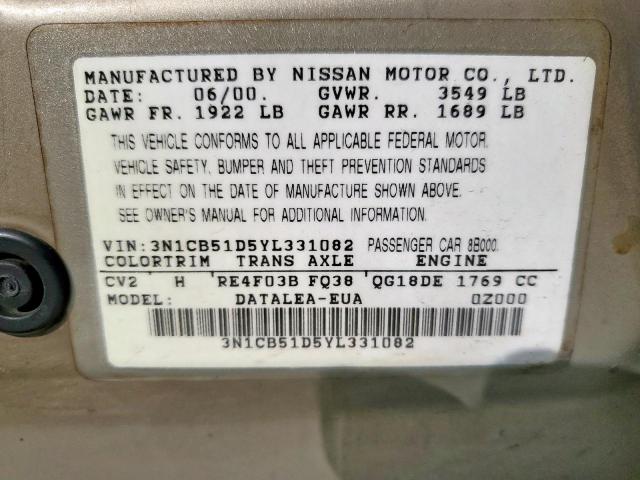 MANUFACTURED BY NISSAN MOTOR CO., LTD.
DATE: 06/00. GVWR. 3549 LB
GAWR FR. 1922 LB GAWR RR. 1689 LB
THIS VEHICLE CONFORMS TO ALL APPLICABLE FEDERAL MOTOR
VEHICLE SAFETY, BUMPER AND THEFT PREVENTION STANDARDS
IN EFFECT ON THE DATE OF MANUFACTURE SHOWN ABOVE.
SEE OWNER'S MANUAL FOR ADDITIONAL INFORMATION.
VIN:3N1CB51D5YL331082 PASSENGER CAR 8B000
COLORTRIM TRANS AXLE ENGINE
CV2 H RE4F03B FQ38 QG18DE 1769 CC
MODEL: DATALEA-EUA 0Z000
3N1CB51D5YL331082